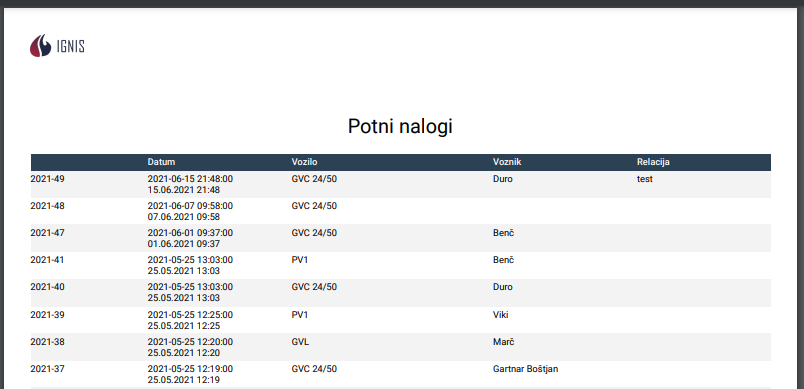 IGNIS
Potni nalogi
Datum Vozilo Voznik Relacija
2021-49 2021-06-15 21:48:00 GVC 24/50 Duro test
15.06.2021 21:48
2021-48 2021-06-07 09:58:00 GVC 24/50
07.06.2021 09:58
2021-47 2021-06-01 09:37:00 GVC 24/50 Benč
01.06.2021 09:37
2021-41 2021-05-25 13:03:00 PV1 Benč
25.05.2021 13:03
2021-40 2021-05-25 13:03:00 GVC 24/50 Duro
25.05.2021 13:03
2021-39 2021-05-25 12:25:00 PV1 Viki
25.05.2021 12:25
2021-38 2021-05-25 12:20:00 GVL Marč
25.05.2021 12:20
2021-37 2021-05-25 12:19:00 GVC 24/50 Gartnar Boštjan
25.05.2021 12:19